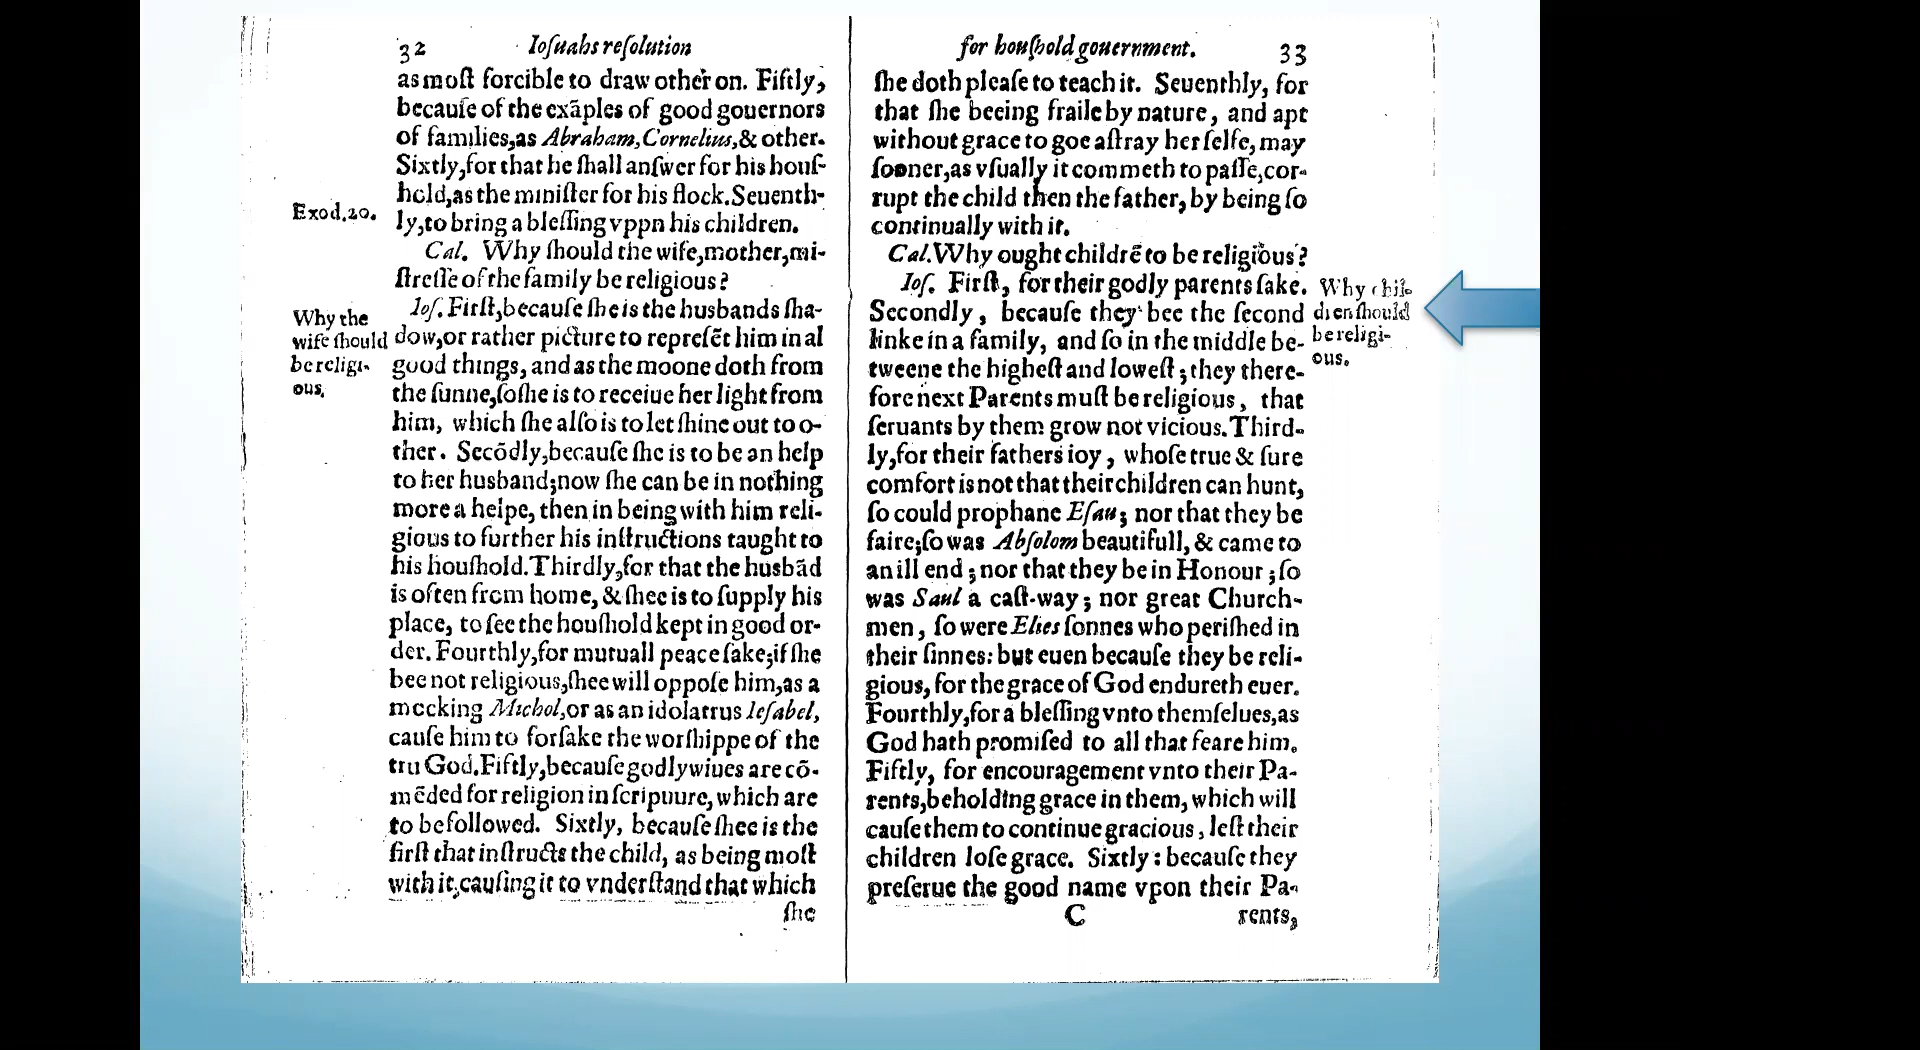 32 Ioſuahs reſolution
as moſt forcible to draw other on. Fiftly,
becauſe of the exāples of good gouernors
of families,as Abraham,Cornelius,& other.
Sixtly,for that he ſhall anſwer for his houſ-
hold,as the miniſter for his flock.Seuenth-
Exod.20.
ly,to bring a bleſſing vppn his children.
Cal. Why ſhould the wife,mother,mi-
ſtreſſe of the family be religious?
Ioſ. Firſt,becauſe ſhe is the husbands ſha-
Why the
wife ſhould
be religi-
ous.
dow,or rather picture to repreſēt him in al
good things, and as the moone doth from
the ſunne,ſo ſhe is to receiue her light from
him, which ſhe alſo is to let ſhine out to o-
ther. Secōdly,becauſe ſhe is to be an help
to her husband;now ſhe can be in nothing
more a helpe, then in being with him reli-
gious to further his inſtructions taught to
his houſhold.Thirdly,for that the husbād
is often from home, & ſhee is to ſupply his
place, to ſee the houſhold kept in good or-
der. Fourthly,for mutuall peace ſake;if ſhe
bee not religious,ſhee will oppoſe him,as a
mocking Michol,or as an idolatrus Ieſabel,
cauſe him to forſake the worſhippe of the
tru God.Fiftly,becauſe godly wiues are cō-
mēded for religion in ſcripuure, which are
to be followed. Sixtly, becauſe ſhee is the
firſt that inſtructs the child, as being moſt
with it,cauſing it to vnderſtand that which
ſhe
for houſhold gouernment. 33
ſhe doth pleaſe to teach it. Seuenthly, for
that ſhe beeing fraile by nature, and apt
without grace to goe aſtray her ſelfe, may
ſooner,as vſually it commeth to paſſe,cor-
rupt the child then the father, by being ſo
continually with it.
Cal.Why ought childrē to be religious?
Ioſ. Firſt, for their godly parents ſake.
Why chil-
dren ſhould
be religi-
ous.
Secondly, becauſe they bee the ſecond
linke in a family, and ſo in the middle be-
tweene the higheſt and loweſt ; they there-
fore next Parents muſt be religious, that
ſeruants by them grow not vicious. Third-
ly,for their fathers ioy, whoſe true & ſure
comfort is not that their children can hunt,
ſo could prophane Eſau; nor that they be
faire;ſo was Abſolom beautifull, & came to
an ill end ; nor that they be in Honour ; ſo
was Saul a caſt-way; nor great Church-
men, ſo were Elies ſonnes who periſhed in
their ſinnes: but euen becauſe they be reli-
gious, for the grace of God endureth euer.
Fourthly,for a bleſſing vnto themſelues,as
God hath promiſed to all that feare him.
Fiftly, for encouragement vnto their Pa-
rents,beholding grace in them, which will
cauſe them to continue gracious, leſt their
children loſe grace. Sixtly : becauſe they
preſerue the good name vpon their Pa-
C rents,